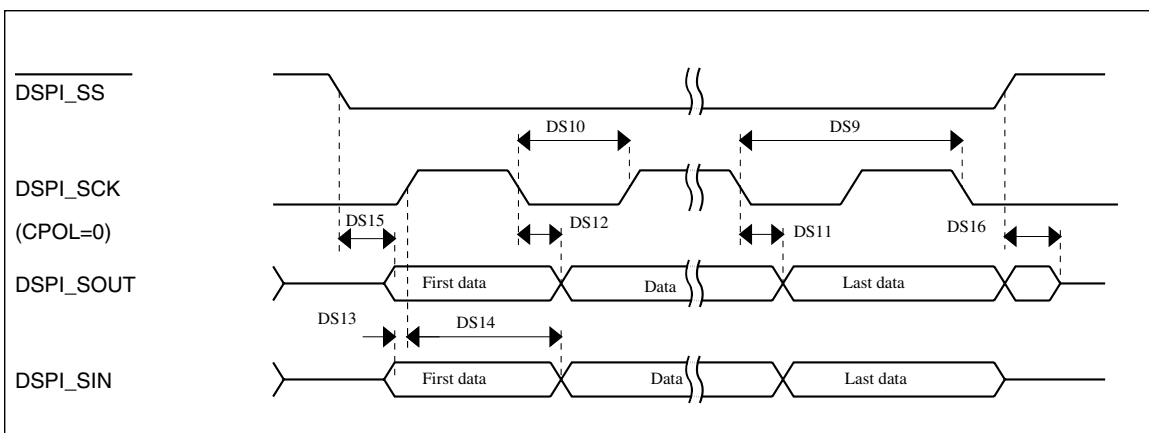 DSPI_SS
DS10
DS9
DSPI_SCK
(CPOL=0)
DS15
DS12
DS11
DS16
DSPI_SOUT
First data
Data
Last data
DS13
DS14
DSPI_SIN
First data
Data
Last data